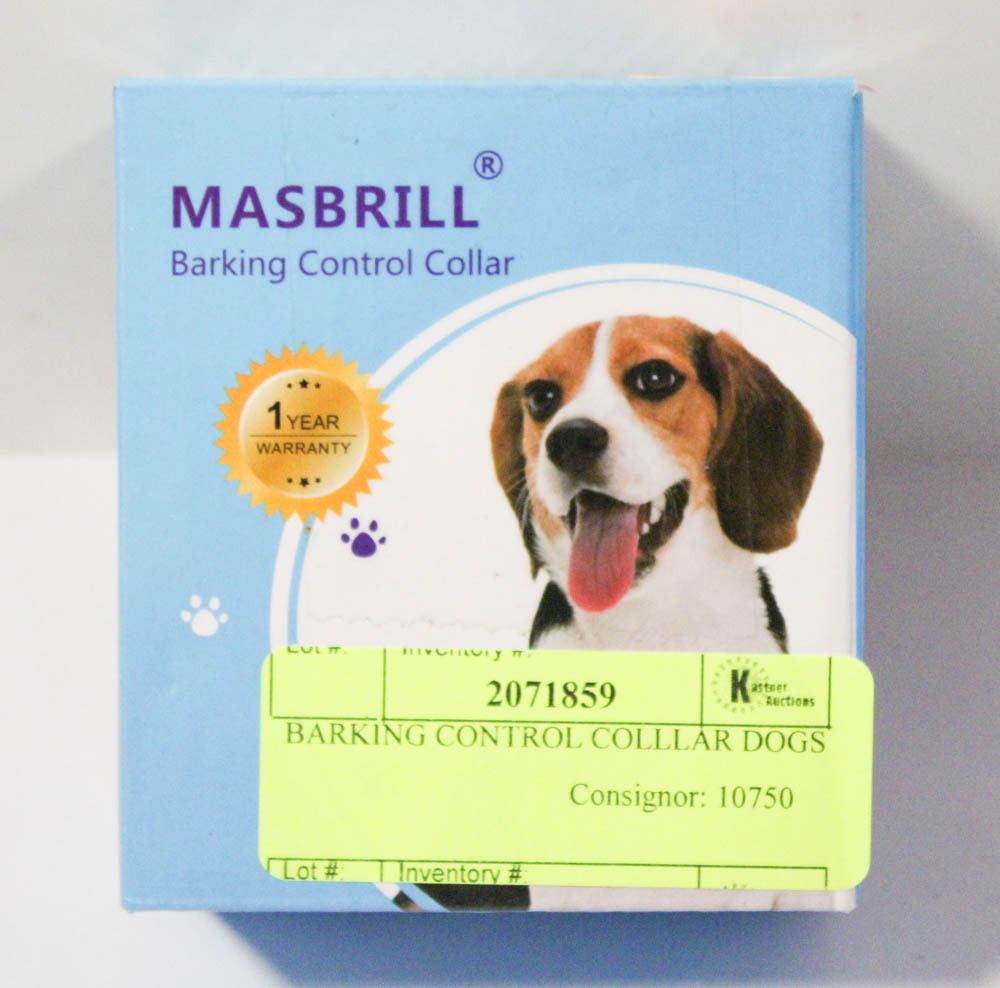 MASBRILL®
Barking Control Collar
1 YEAR
WARRANTY
Lot #: Inventory #:
2071859
Kastner
Auctions
BARKING CONTROL COLLLAR DOGS
Consignor: 10750
Lot #: Inventory #: